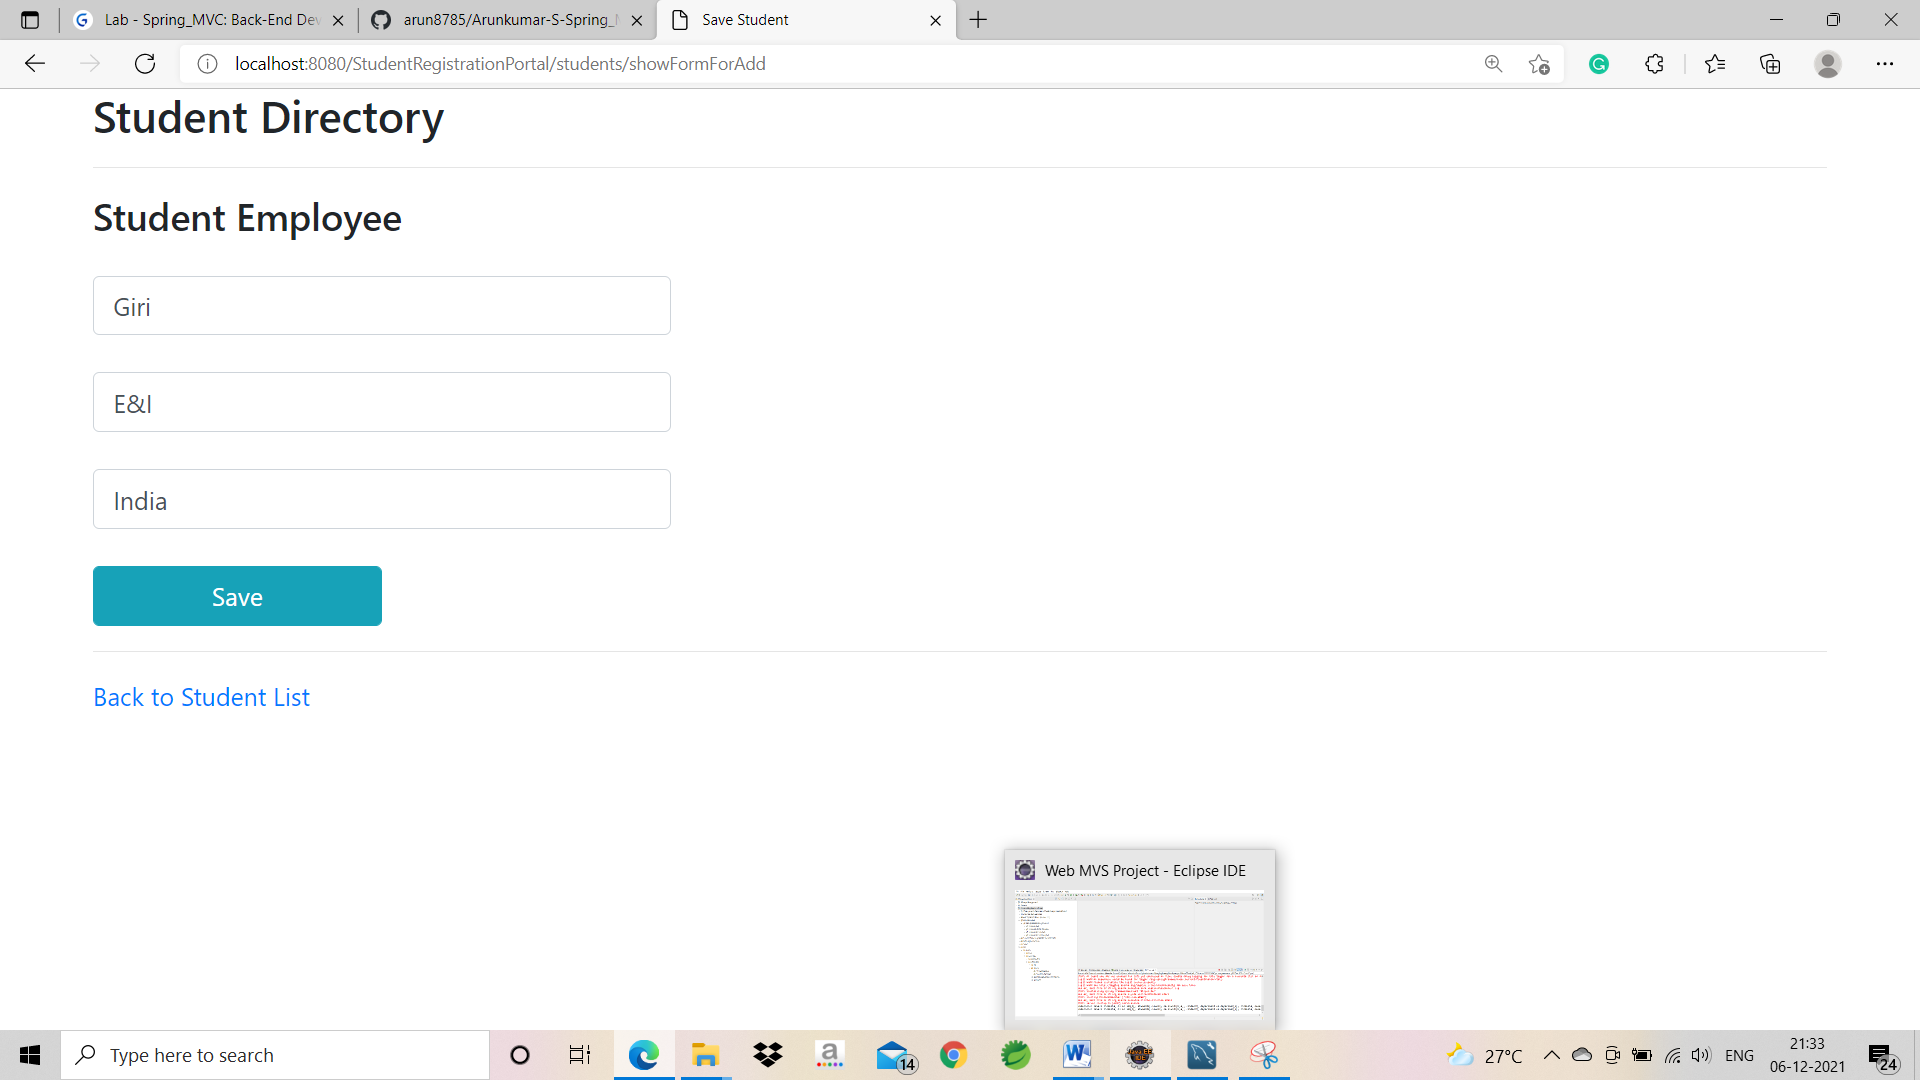 Lab - Spring_MVC: Back-End Dev
arun8785/Arunkumar-S-Spring_M
Save Student
localhost:8080/StudentRegistrationPortal/students/showFormForAdd
Student Directory
Student Employee
Giri
E&I
India
Save
Back to Student List
Web MVS Project - Eclipse IDE
Type here to search
14
27°C
ENG
21:33
06-12-2021
24